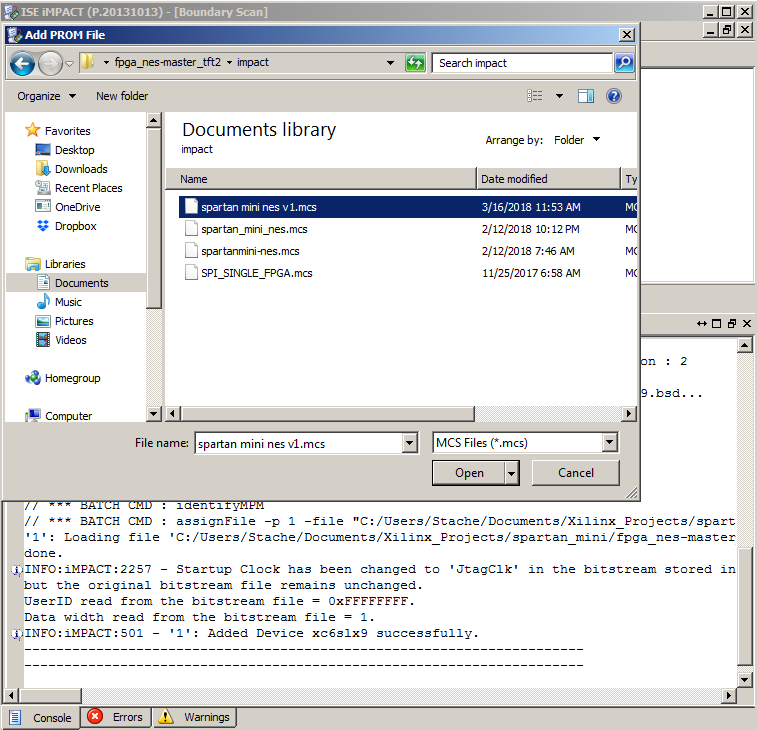 ISE iMPACT (P.20131013) - [Boundary Scan]
Add PROM File
fpga_nes-master_tft2 impact
Search impact
Organize New folder
Favorites
Desktop
Downloads
Recent Places
OneDrive
Dropbox
Libraries
Documents
Music
Pictures
Videos
Homegroup
Computer
Documents library
impact
Arrange by: Folder
Name Date modified Ty
spartan mini nes v1.mcs 3/16/2018 11:53 AM MC
spartan_mini_nes.mcs 2/12/2018 10:12 PM MC
spartanmini-nes.mcs 2/12/2018 7:46 AM MC
SPI_SINGLE_FPGA.mcs 11/25/2017 6:58 AM MC
File name: spartan mini nes v1.mcs MCS Files (*.mcs)
Open Cancel
on : 2
9.bsd...
// *** BATCH CMD : identifyMPM
// *** BATCH CMD : assignFile -p 1 -file "C:/Users/Stache/Documents/Xilinx_Projects/spart
'1': Loading file 'C:/Users/Stache/Documents/Xilinx_Projects/spartan_mini/fpga_nes-master
done.
INFO:iMPACT:2257 - Startup Clock has been changed to 'JtagClk' in the bitstream stored in
but the original bitstream file remains unchanged.
UserID read from the bitstream file = 0xFFFFFFFF.
Data width read from the bitstream file = 1.
INFO:iMPACT:501 - '1': Added Device xc6slx9 successfully.
----------------------------------------------------------------------
----------------------------------------------------------------------
Console Errors Warnings